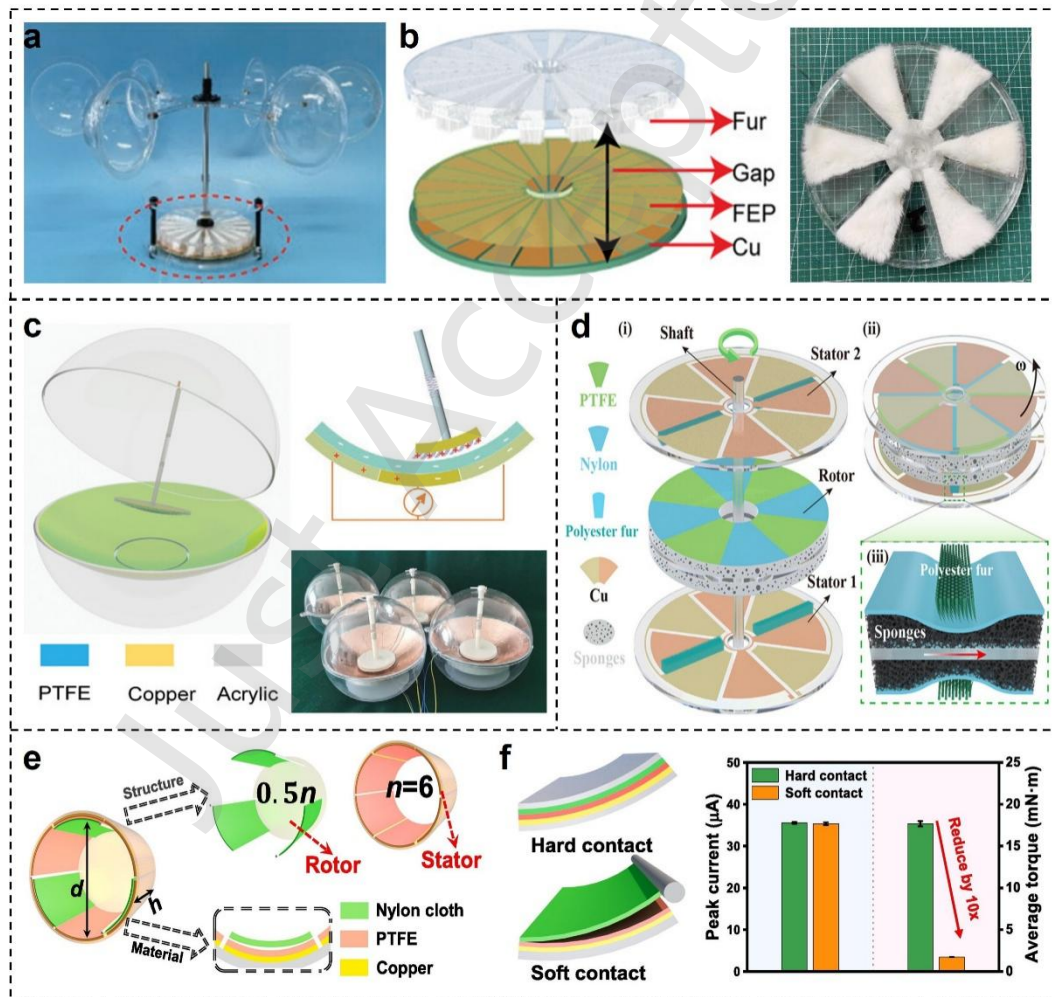 a
b
Fur
Gap
FEP
Cu
c
PTFE
Copper
Acrylic
d
(i)
Shaft
Stator 2
PTFE
Nylon
Polyester fur
Cu
Sponges
Rotor
Stator 1
(ii)
ω
(iii)
Polyester fur
Sponges
e
Structure
0.5n
n=6
Rotor
Stator
d
h
Material
Nylon cloth
PTFE
Copper
f
Hard contact
Soft contact
Peak current (μA)
50
40
30
20
10
0
Hard contact
Soft contact
Reduce by 10x
25
20
15
10
5
0
Average torque (mN·m)
Just Accepte